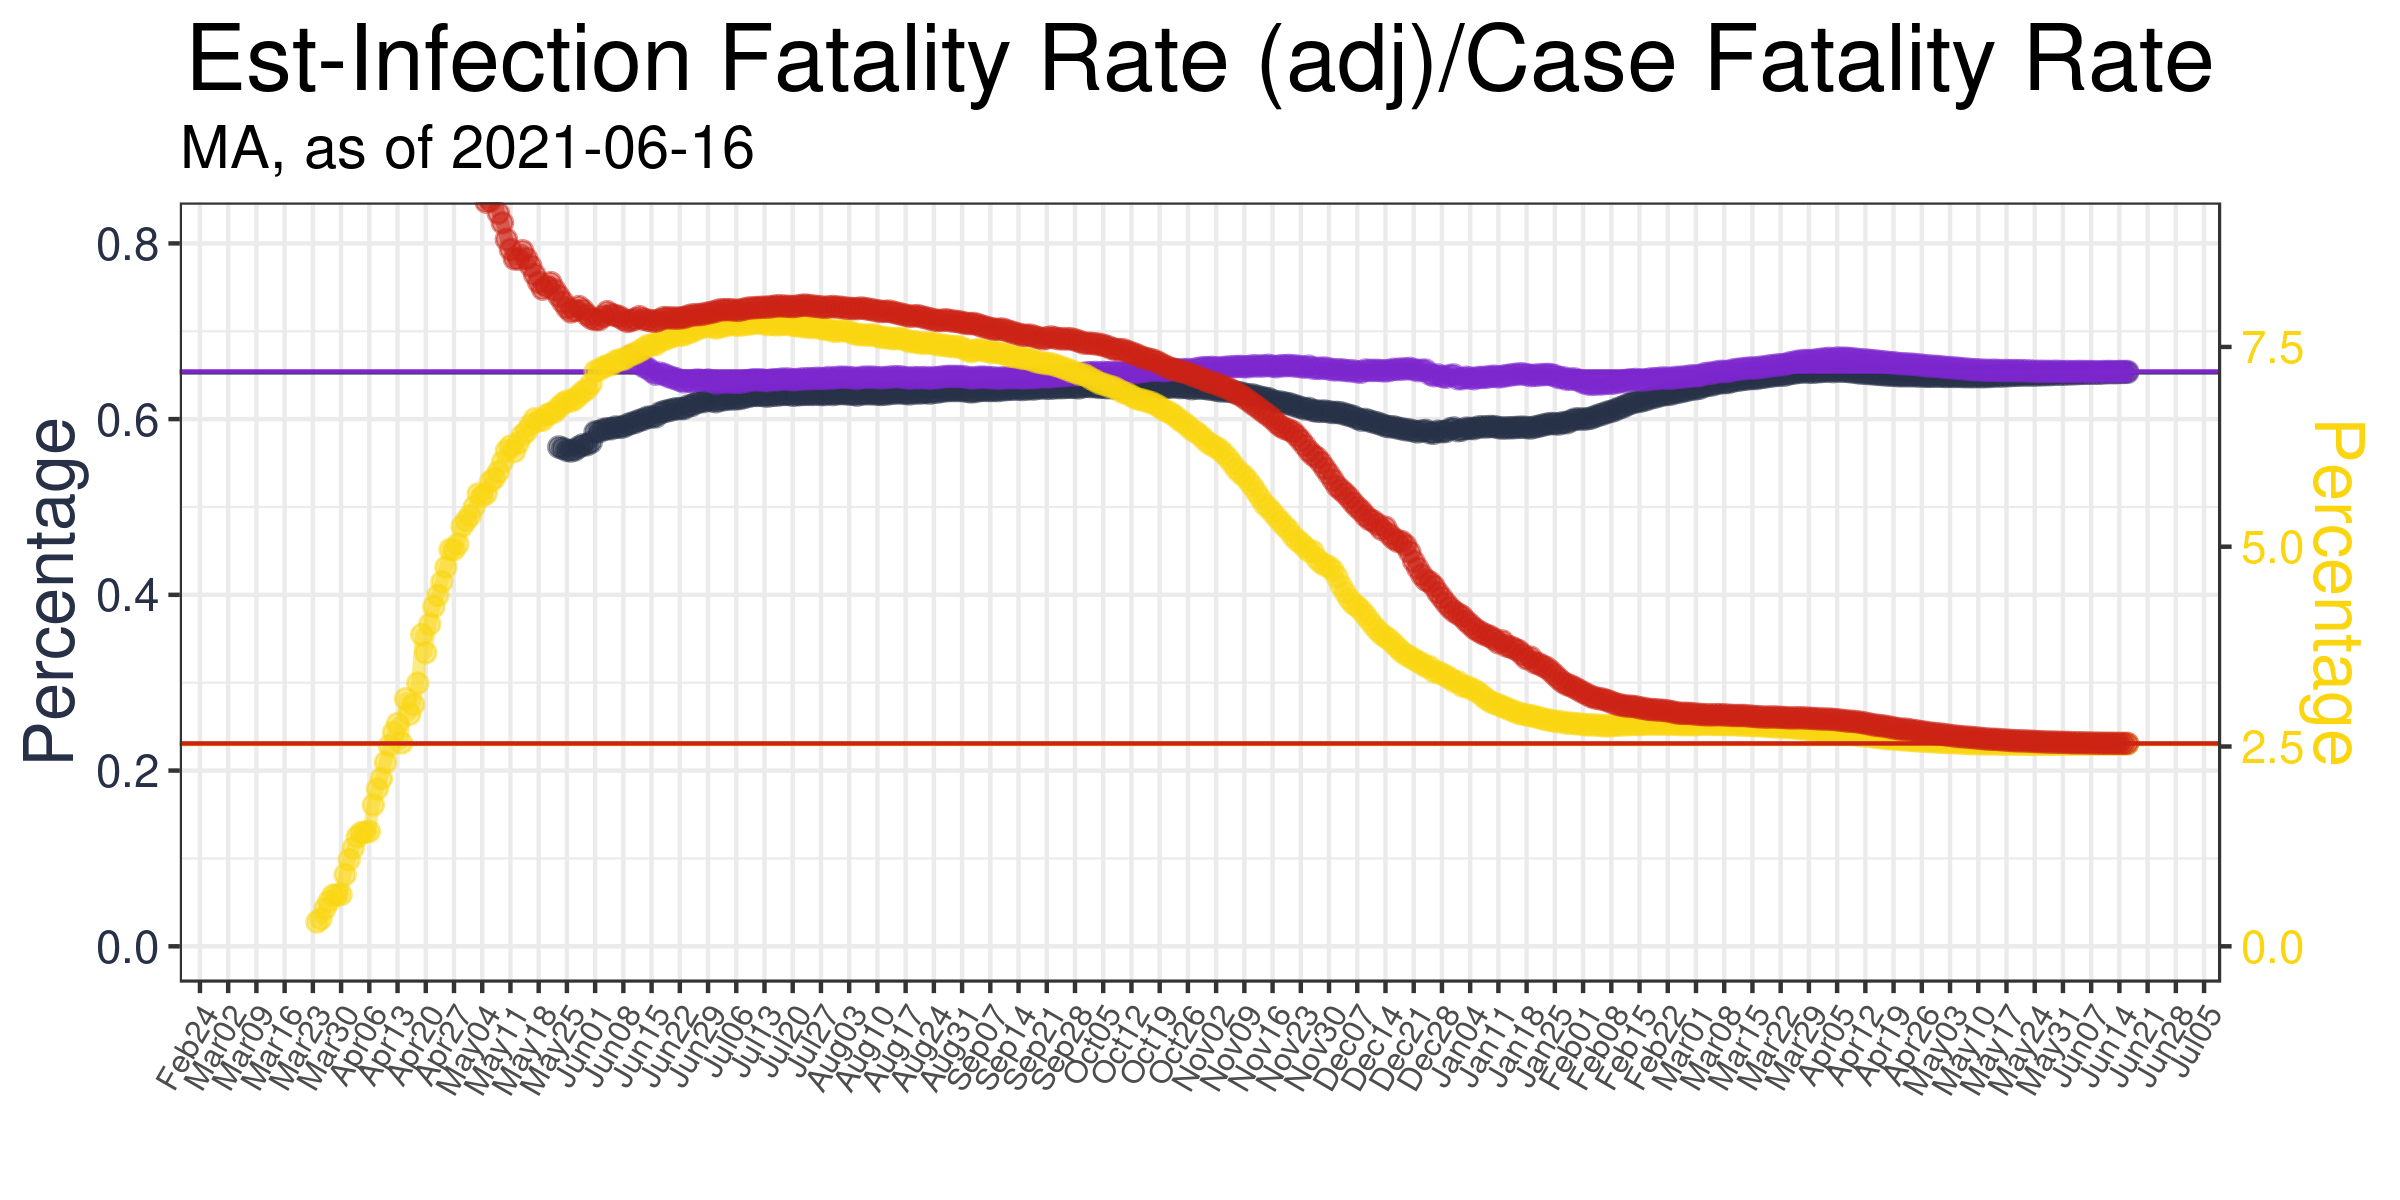 Est-Infection Fatality Rate (adj)/Case Fatality Rate
MA, as of 2021-06-16
Percentage
0.8
0.6
0.4
0.2
0.0
7.5
5.0
2.5
0.0
Percentage
Feb24
Mar02
Mar09
Mar16
Mar23
Mar30
Apr06
Apr13
Apr20
Apr27
May04
May11
May18
May25
Jun01
Jun08
Jun15
Jun22
Jun29
Jul06
Jul13
Jul20
Jul27
Aug03
Aug10
Aug17
Aug24
Aug31
Sep07
Sep14
Sep21
Sep28
Oct05
Oct12
Oct19
Oct26
Nov02
Nov09
Nov16
Nov23
Nov30
Dec07
Dec14
Dec21
Dec28
Jan04
Jan11
Jan18
Jan25
Feb01
Feb08
Feb15
Feb22
Mar01
Mar08
Mar15
Mar22
Mar29
Apr05
Apr12
Apr19
Apr26
May03
May10
May17
May24
May31
Jun07
Jun14
Jun21
Jun28
Jul05